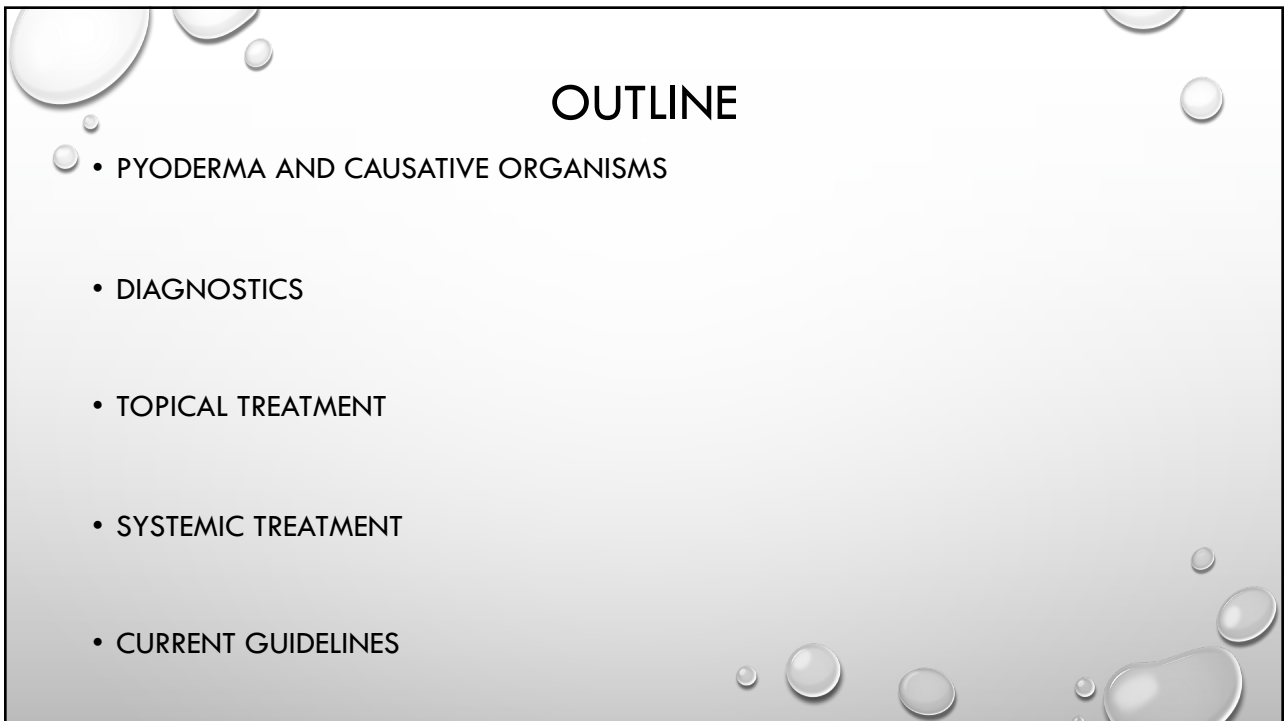 OUTLINE
• PYODERMA AND CAUSATIVE ORGANISMS
• DIAGNOSTICS
• TOPICAL TREATMENT
• SYSTEMIC TREATMENT
• CURRENT GUIDELINES